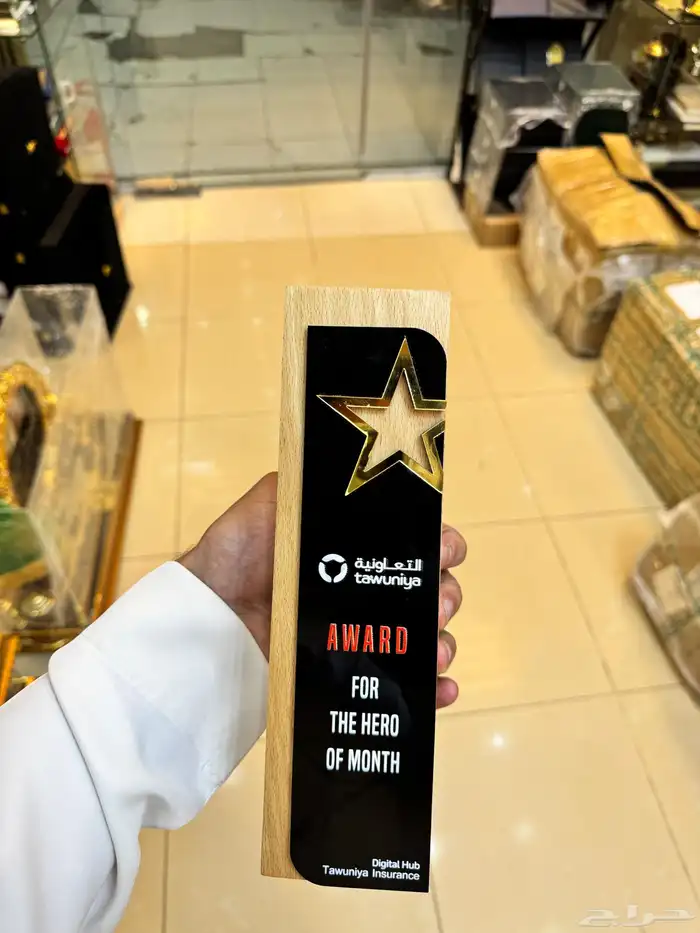 التعاونية
tawuniya
AWARD
FOR
THE HERO
OF MONTH
Digital Hub
Tawuniya Insurance
حراج